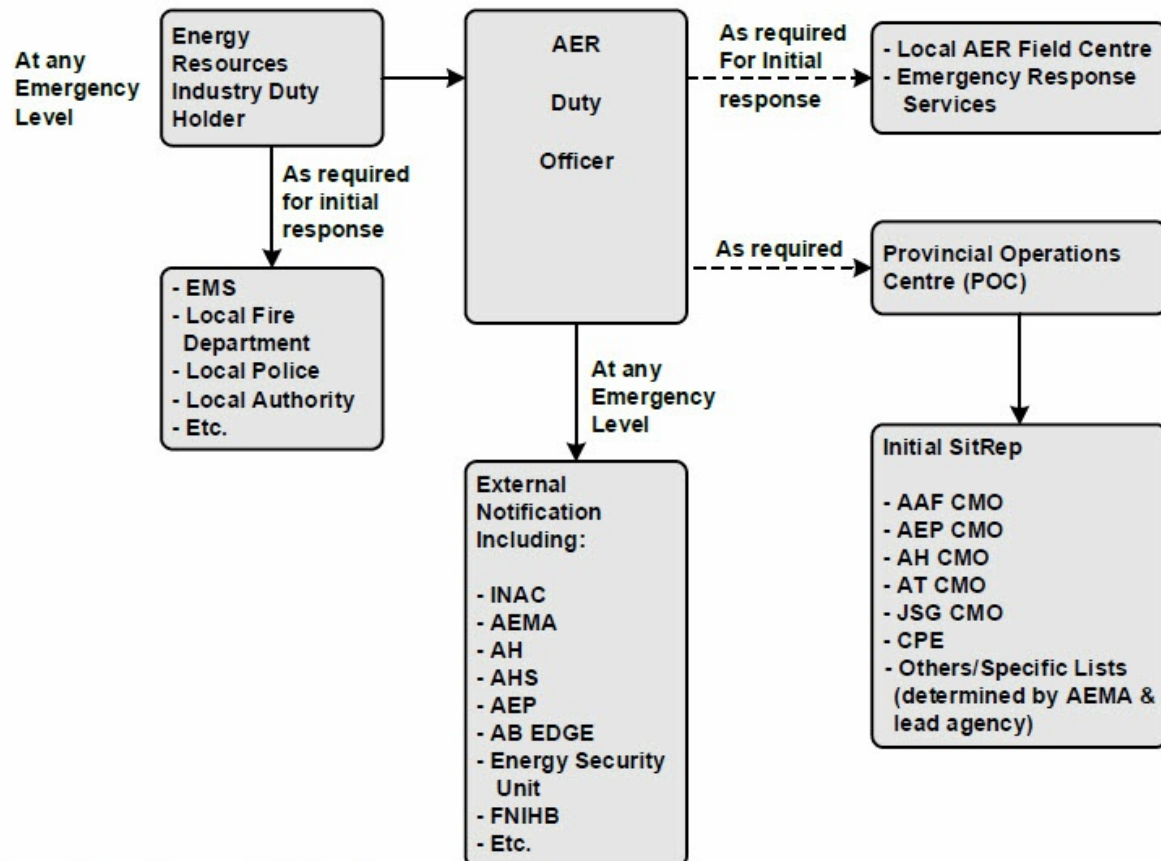 At any
Emergency
Level
Energy
Resources
Industry Duty
Holder
AER
Duty
Officer
As required
For Initial
response
- Local AER Field Centre
- Emergency Response
Services
As required
for initial
response
- EMS
- Local Fire
Department
- Local Police
- Local Authority
- Etc.
As required
Provincial Operations
Centre (POC)
At any
Emergency
Level
External
Notification
Including:
- INAC
- AEMA
- AH
- AHS
- AEP
- AB EDGE
- Energy Security
Unit
- FNIHB
- Etc.
Initial SitRep
- AAF CMO
- AEP CMO
- AH CMO
- AT CMO
- JSG CMO
- CPE
- Others/Specific Lists
(determined by AEMA &
lead agency)